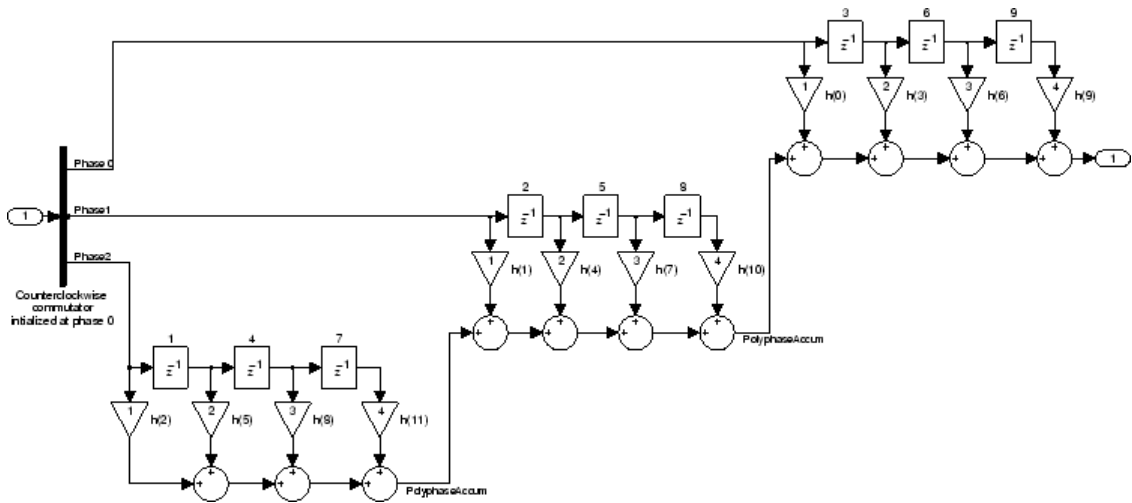 3 6 9
z⁻¹ z⁻¹ z⁻¹
1 h(0) 2 h(3) 3 h(6) 4 h(9)
Phase 0
+ + + +
+ + + + 1
2 5 8
1 Phase1
z⁻¹ z⁻¹ z⁻¹
Phase2
1 h(1) 2 h(4) 3 h(7) 4 h(10)
Counterclockwise
commutator
intialized at phase 0
+ + + +
+ + + +
PolyphaseAccum
1 4 7
z⁻¹ z⁻¹ z⁻¹
1 h(2) 2 h(5) 3 h(8) 4 h(11)
+ + +
+ + +
PolyphaseAccum